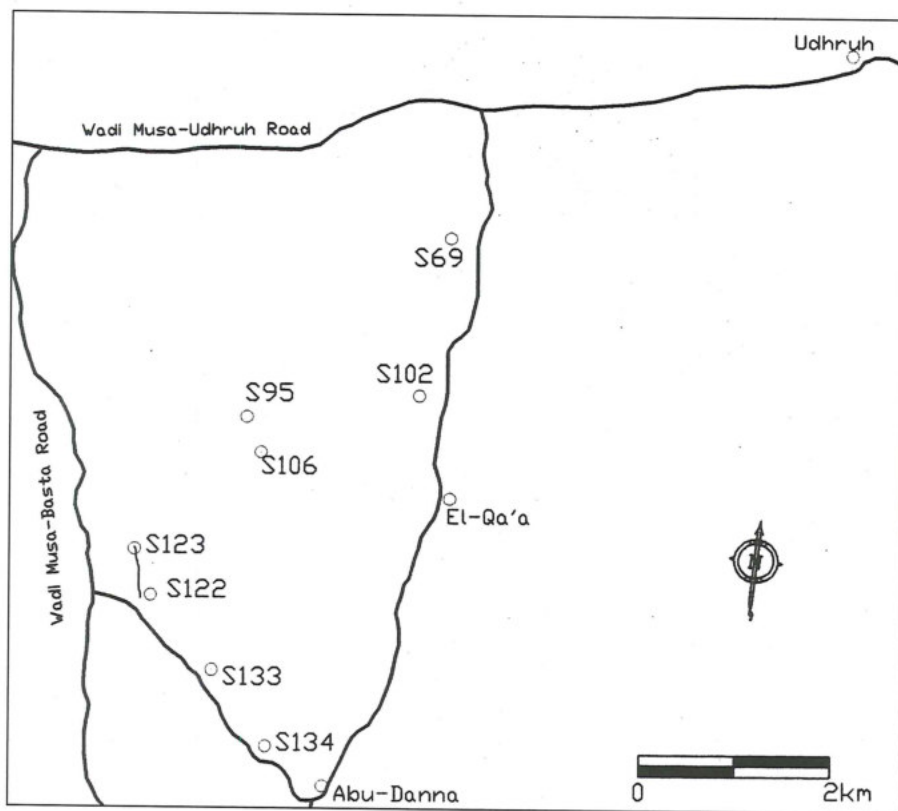 Udhruh
Wadi Musa-Udhruh Road
S69
S102
S95
S106
El-Qa'a
Wadi Musa-Basta Road
S123
N
S122
S133
S134
Abu-Danna
0 2km